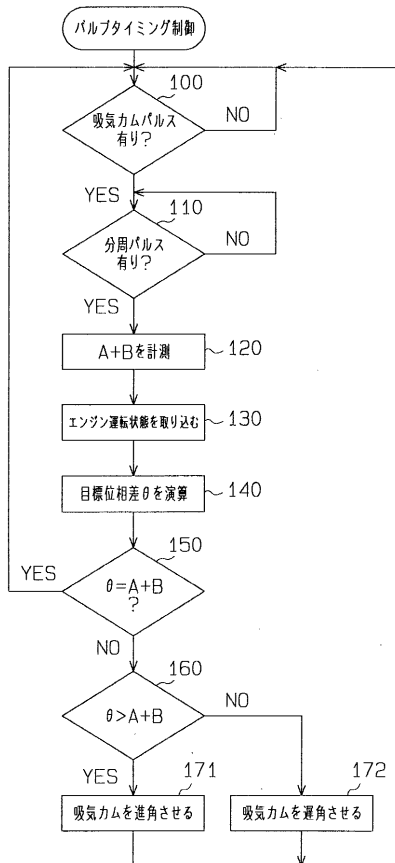 バルブタイミング制御
100
吸気カムパルス
有り?
NO
YES
110
分周パルス
有り?
NO
YES
A+Bを計測
120
エンジン運転状態を取り込む
130
目標位相差θを演算
140
150
YES
θ=A+B
?
NO
160
θ>A+B
NO
YES
171
172
吸気カムを進角させる
吸気カムを遅角させる